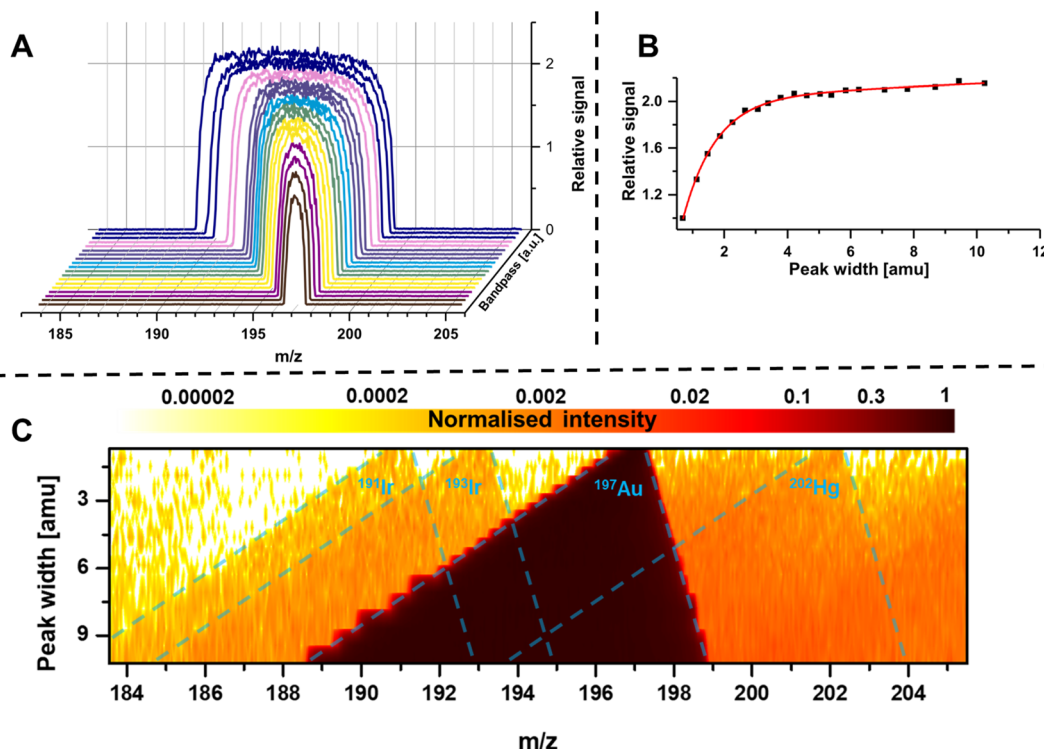 A
2
1
0
Relative signal
Bandpass [a.u.]
185
190
195
200
205
m/z
B
2.0
1.6
1.2
Relative signal
2
4
6
8
10
12
Peak width [amu]
0.00002
0.0002
0.002
0.02
0.1
0.3
1
Normalised intensity
C
191Ir
193Ir
197Au
202Hg
3
6
9
Peak width [amu]
184
186
188
190
192
194
196
198
200
202
204
m/z